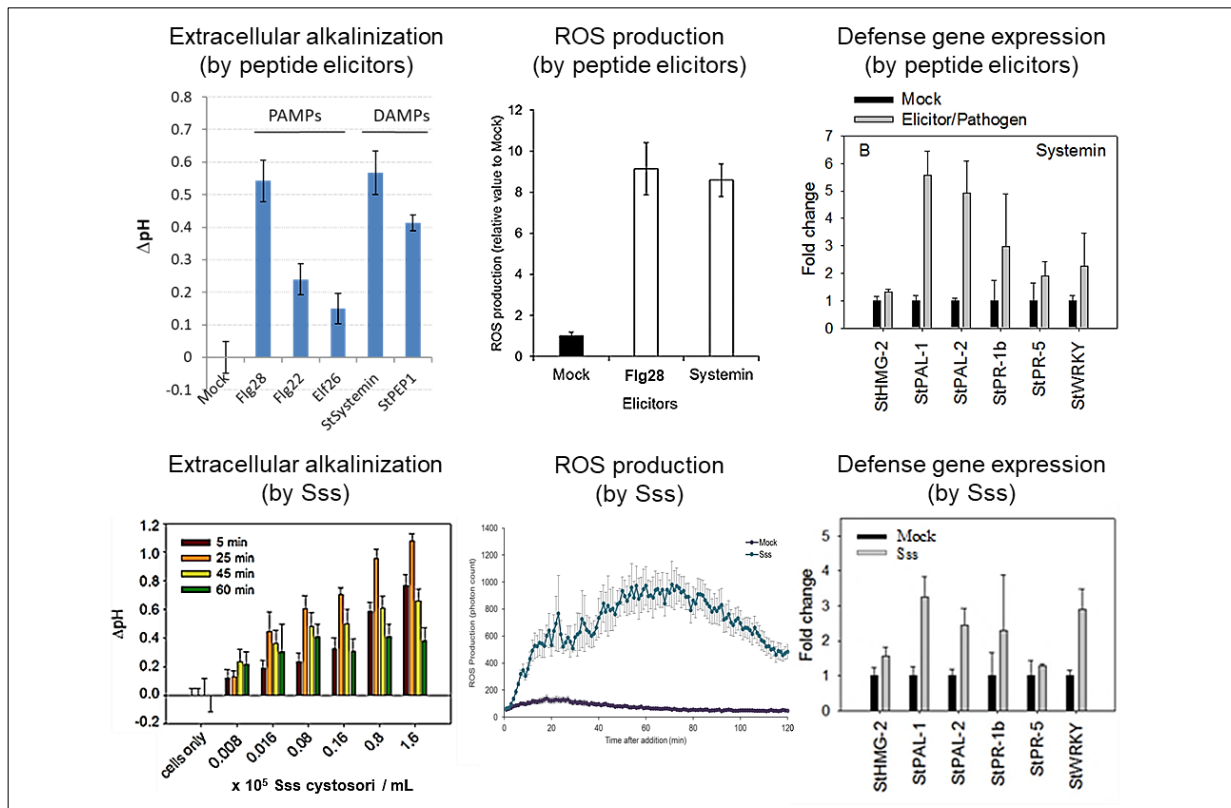 Extracellular alkalinization
(by peptide elicitors)
0.8
0.7
0.6
0.5
0.4
0.3
0.2
0.1
0
-0.1
ΔpH
PAMPs
DAMPs
Mock
Flg28
Flg22
Elf26
StSystemin
StPEP1
ROS production
(by peptide elicitors)
12
10
8
6
4
2
0
ROS production (relative value to Mock)
Mock
Flg28
Systemin
Elicitors
Defense gene expression
(by peptide elicitors)
Mock
Elicitor/Pathogen
B
Systemin
7
6
5
4
3
2
1
0
Fold change
StHMG-2
StPAL-1
StPAL-2
StPR-1b
StPR-5
StWRKY
Extracellular alkalinization
(by Sss)
1.2
1.0
0.8
0.6
0.4
0.2
0.0
-0.2
ΔpH
5 min
25 min
45 min
60 min
cells only
0.008
0.016
0.08
0.16
0.8
1.6
x 10⁵ Sss cystosori / mL
ROS production
(by Sss)
1400
1200
1000
800
600
400
200
0
ROS Production (photon count)
Mock
Sss
0
20
40
60
80
100
120
Time after addition (min)
Defense gene expression
(by Sss)
Mock
Sss
5
4
3
2
1
0
Fold change
StHMG-2
StPAL-1
StPAL-2
StPR-1b
StPR-5
StWRKY